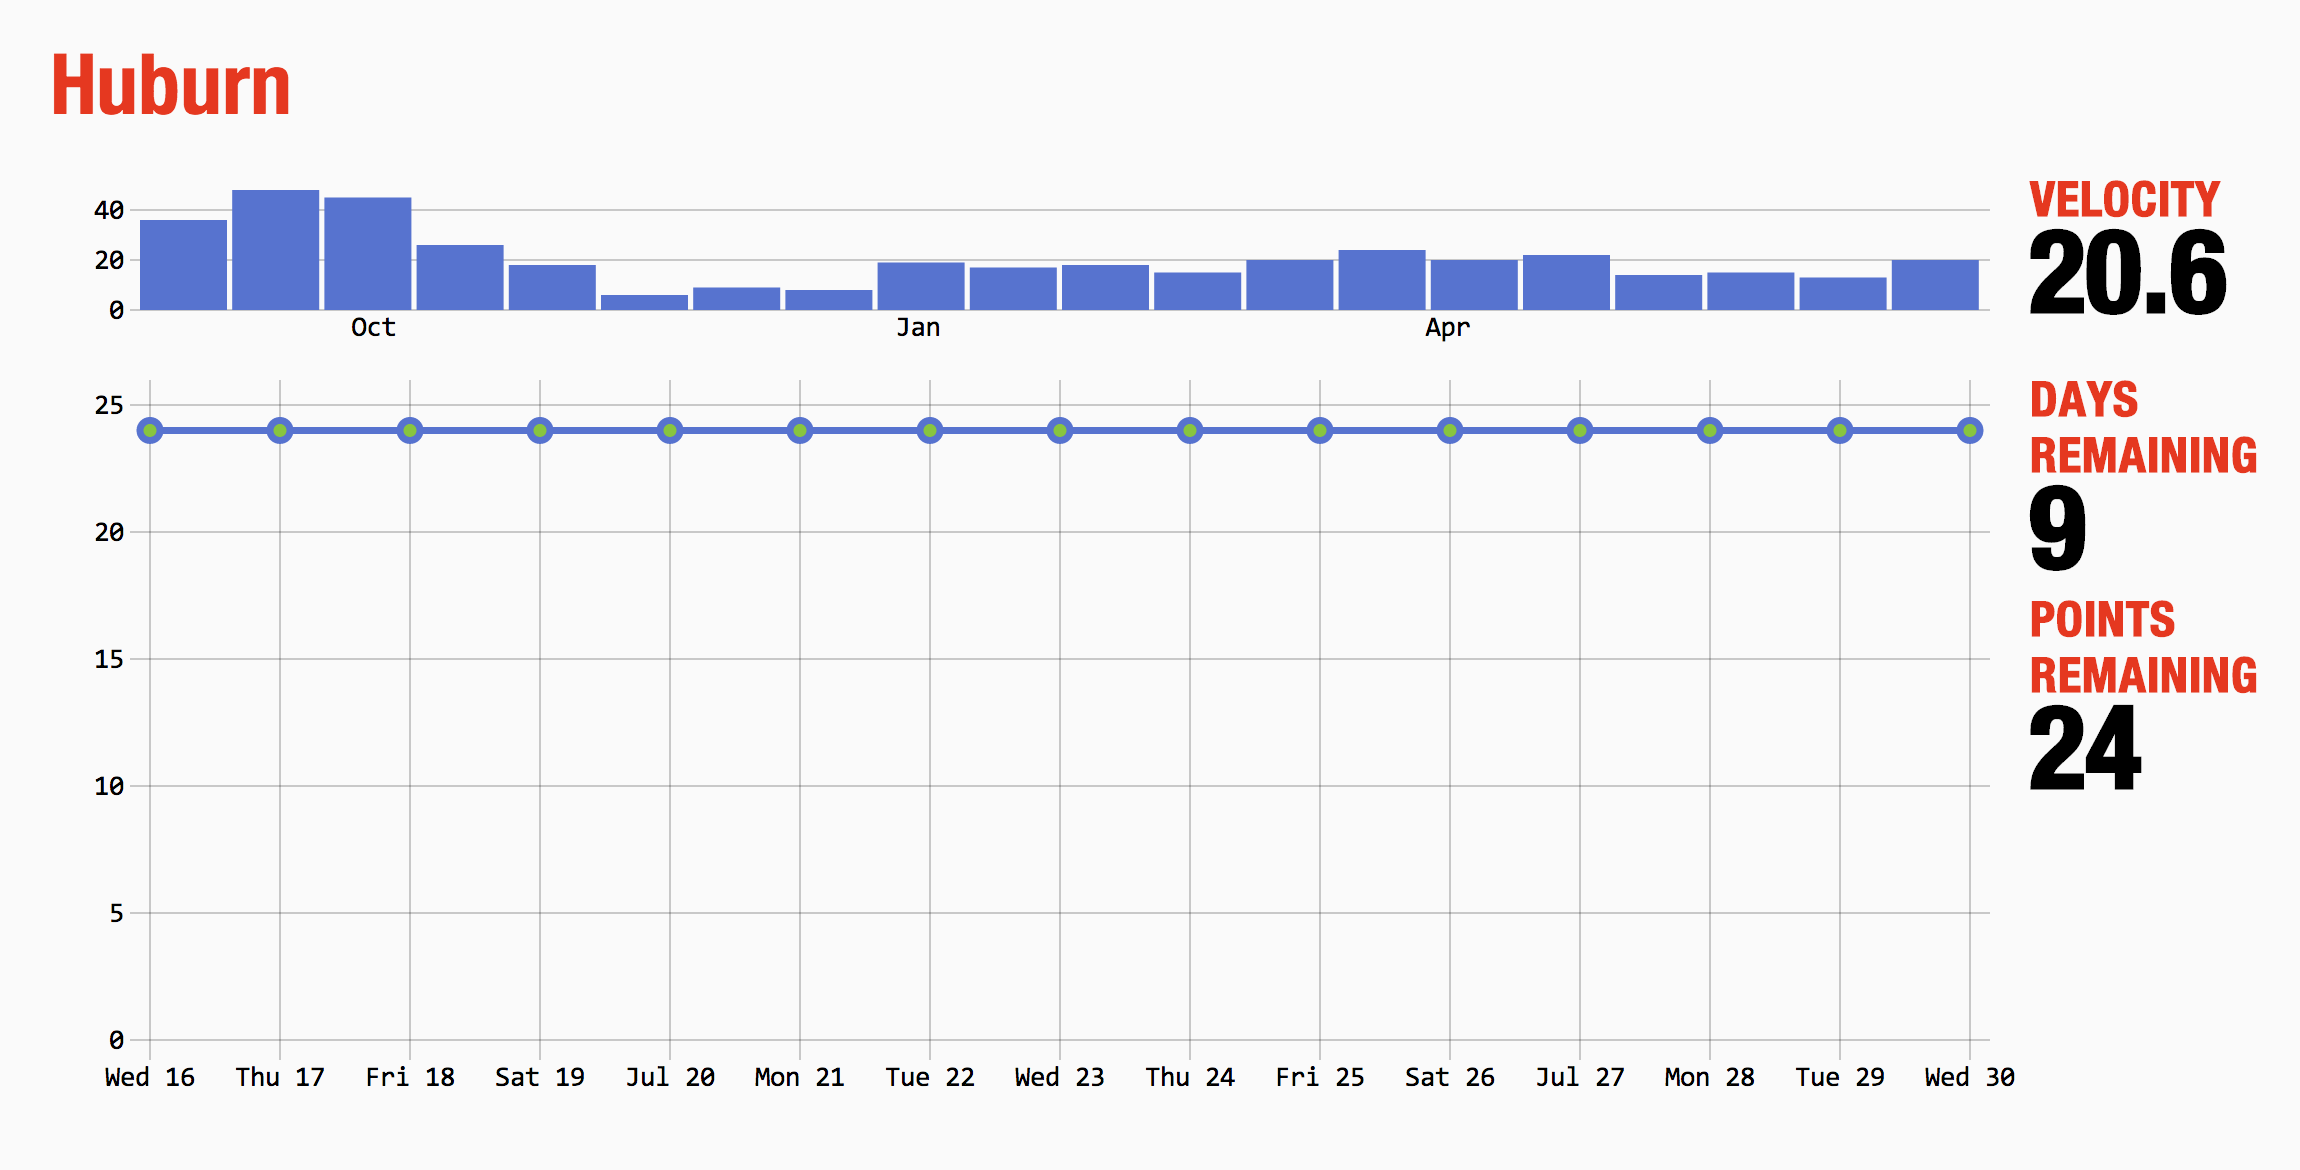 Huburn
40
20
0
Oct Jan Apr
VELOCITY
20.6
25
20
15
10
5
0
Wed 16 Thu 17 Fri 18 Sat 19 Jul 20 Mon 21 Tue 22 Wed 23 Thu 24 Fri 25 Sat 26 Jul 27 Mon 28 Tue 29 Wed 30
DAYS
REMAINING
9
POINTS
REMAINING
24